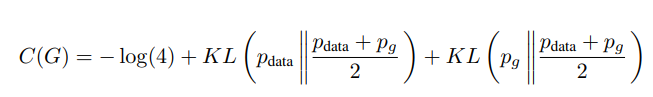 C(G) = − log(4) + KL ( p_data ‖ (p_data + p_g) / 2 ) + KL ( p_g ‖ (p_data + p_g) / 2 )